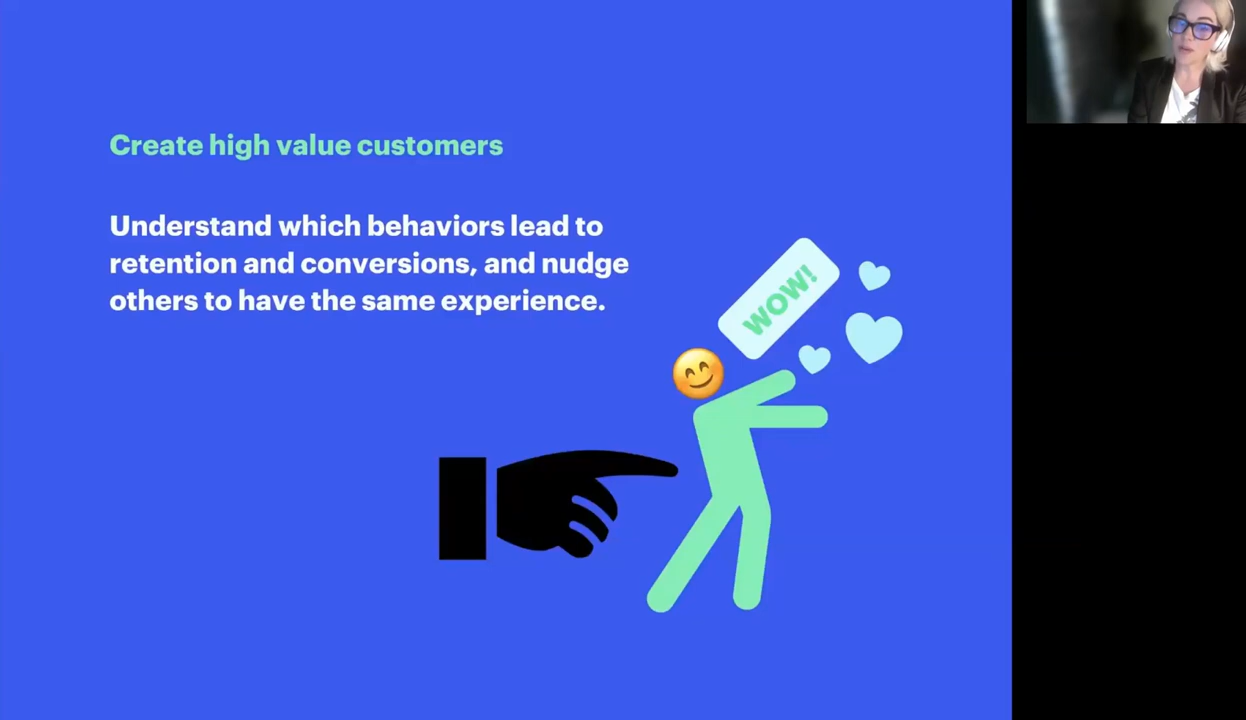 Create high value customers
Understand which behaviors lead to
retention and conversions, and nudge
others to have the same experience.
WOW!